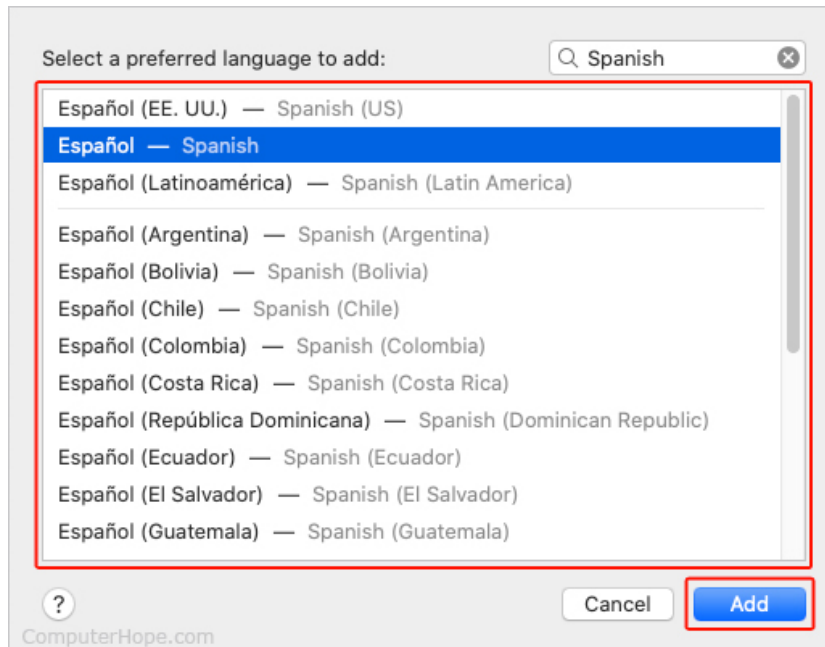 Select a preferred language to add:
Spanish
Español (EE. UU.) — Spanish (US)
Español — Spanish
Español (Latinoamérica) — Spanish (Latin America)
Español (Argentina) — Spanish (Argentina)
Español (Bolivia) — Spanish (Bolivia)
Español (Chile) — Spanish (Chile)
Español (Colombia) — Spanish (Colombia)
Español (Costa Rica) — Spanish (Costa Rica)
Español (República Dominicana) — Spanish (Dominican Republic)
Español (Ecuador) — Spanish (Ecuador)
Español (El Salvador) — Spanish (El Salvador)
Español (Guatemala) — Spanish (Guatemala)
?
Cancel
Add
ComputerHope.com